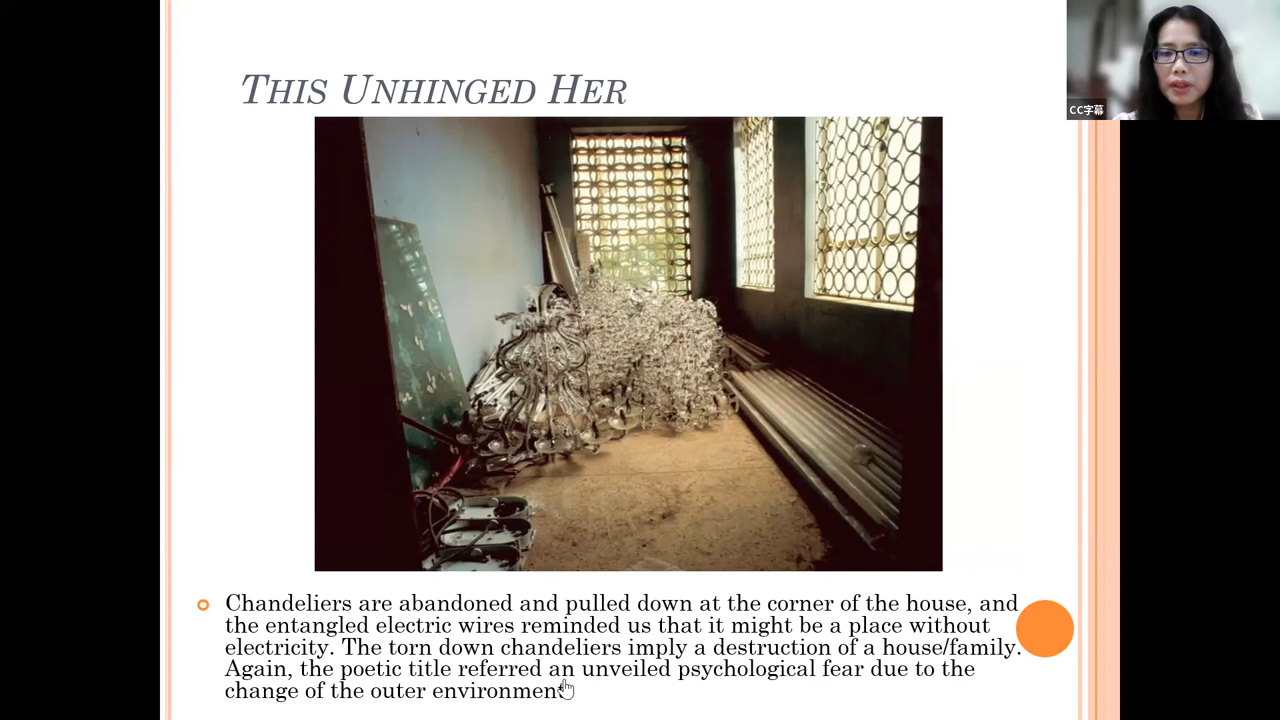 THIS UNHINGED HER
CC字幕
Chandeliers are abandoned and pulled down at the corner of the house, and
the entangled electric wires reminded us that it might be a place without
electricity. The torn down chandeliers imply a destruction of a house/family.
Again, the poetic title referred an unveiled psychological fear due to the
change of the outer environment